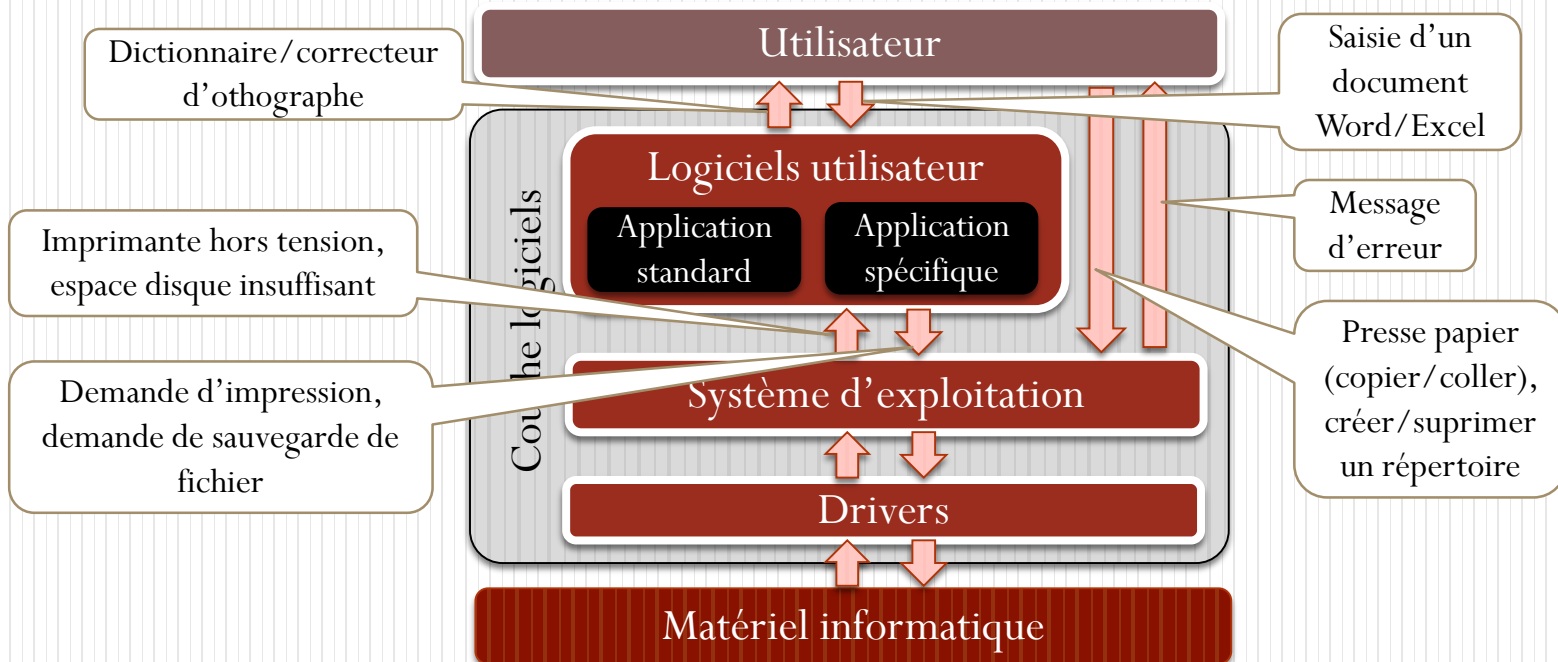 Utilisateur
Dictionnaire/correcteur
d'othographe
Saisie d'un
document
Word/Excel
Couche logiciels
Logiciels utilisateur
Application
standard
Application
spécifique
Message
d'erreur
Imprimante hors tension,
espace disque insuffisant
Presse papier
(copier/coller),
créer/suprimer
un répertoire
Demande d'impression,
demande de sauvegarde de
fichier
Système d'exploitation
Drivers
Matériel informatique